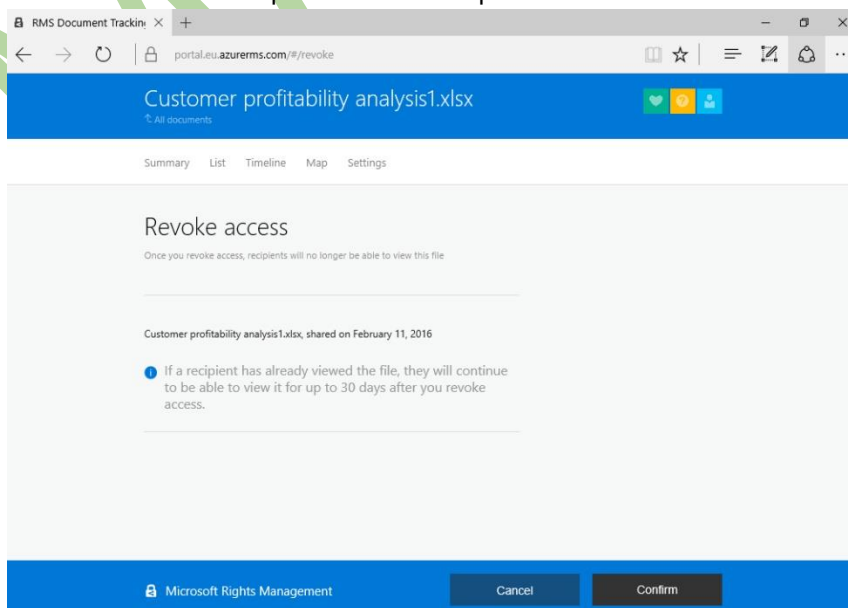 RMS Document Trackin
portal.eu.azurerms.com/#/revoke
Customer profitability analysis1.xlsx
All documents
Summary List Timeline Map Settings
Revoke access
Once you revoke access, recipients will no longer be able to view this file
Customer profitability analysis1.xlsx, shared on February 11, 2016
If a recipient has already viewed the file, they will continue
to be able to view it for up to 30 days after you revoke
access.
Microsoft Rights Management Cancel Confirm